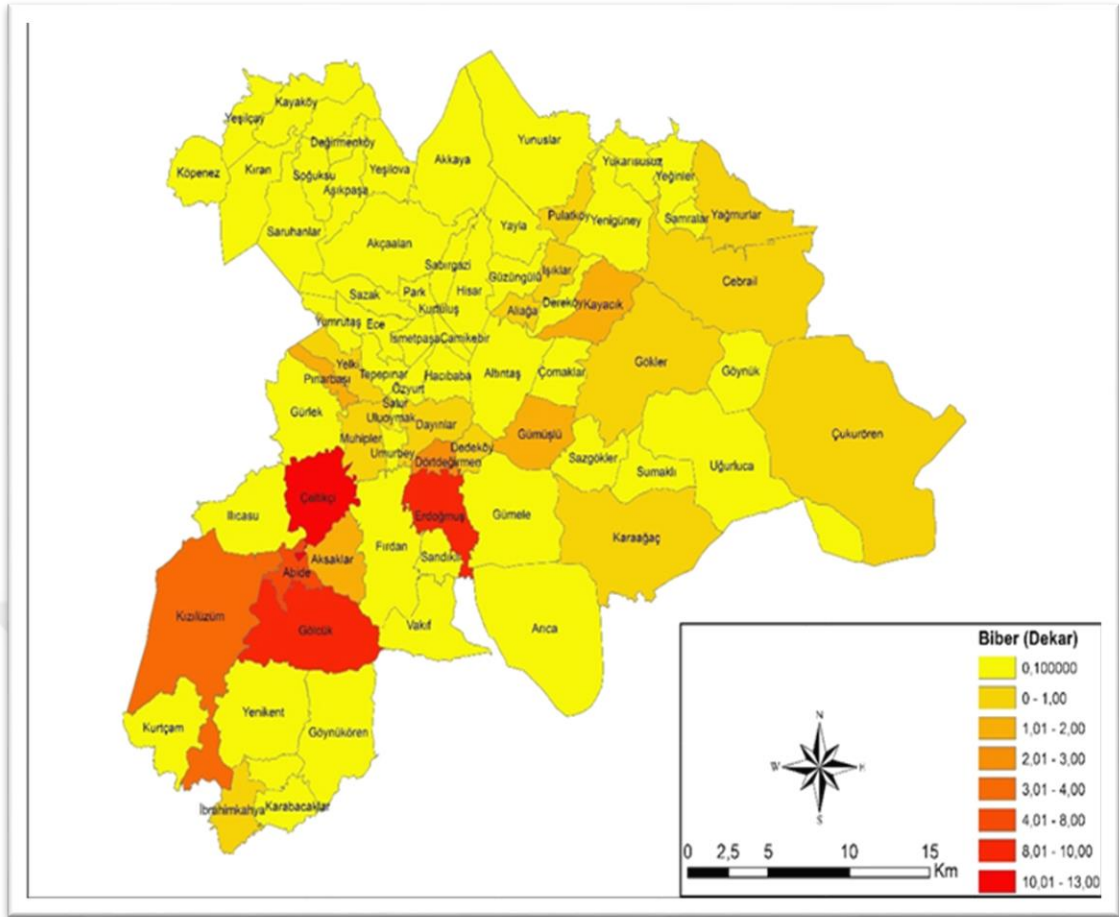 Kayaköy
Yeşilçay
Değirmenköy
Yunuslar
Akkaya
Yukarısusuz
Köpenez
Kıran
Soğuksu
Yeşilova
Yeğinler
Aşıkpaşa
Pulatköy
Yenigüney
Samralar
Yağmurlar
Saruhanlar
Yayla
Akçaalan
Sabırgazi
Güzüngülü
Işıklar
Cebrail
Sazak
Park
Hisar
Dereköy
Kayacık
Kurtuluş
Aliağa
Yumrutaş
Ece
İsmetpaşa
Camikebir
Yelki
Gökler
Pınarbaşı
Tepepınar
Hacıbaba
Altıntaş
Çomaklar
Göynük
Özyurt
Satur
Gürlek
Uluoymak
Dayınlar
Muhipler
Gümüşlü
Çukurören
Umurbey
Dedeköy
Dörtdeğirmen
Sazgökler
Sumaklı
Uğurluca
Çeltikçi
Ilıcasu
Erdoğmuş
Gümele
Fırdan
Karaağaç
Aksaklar
Sandıklı
Abide
Kızılüzüm
Gölcük
Vakıf
Arıca
Kurtçam
Yenikent
Göynükören
İbrahimkahya
Karabacaklar
Biber (Dekar)
0,100000
0 - 1,00
1,01 - 2,00
2,01 - 3,00
3,01 - 4,00
4,01 - 8,00
8,01 - 10,00
10,01 - 13,00
N
W
E
S
0 2,5 5 10 15
Km